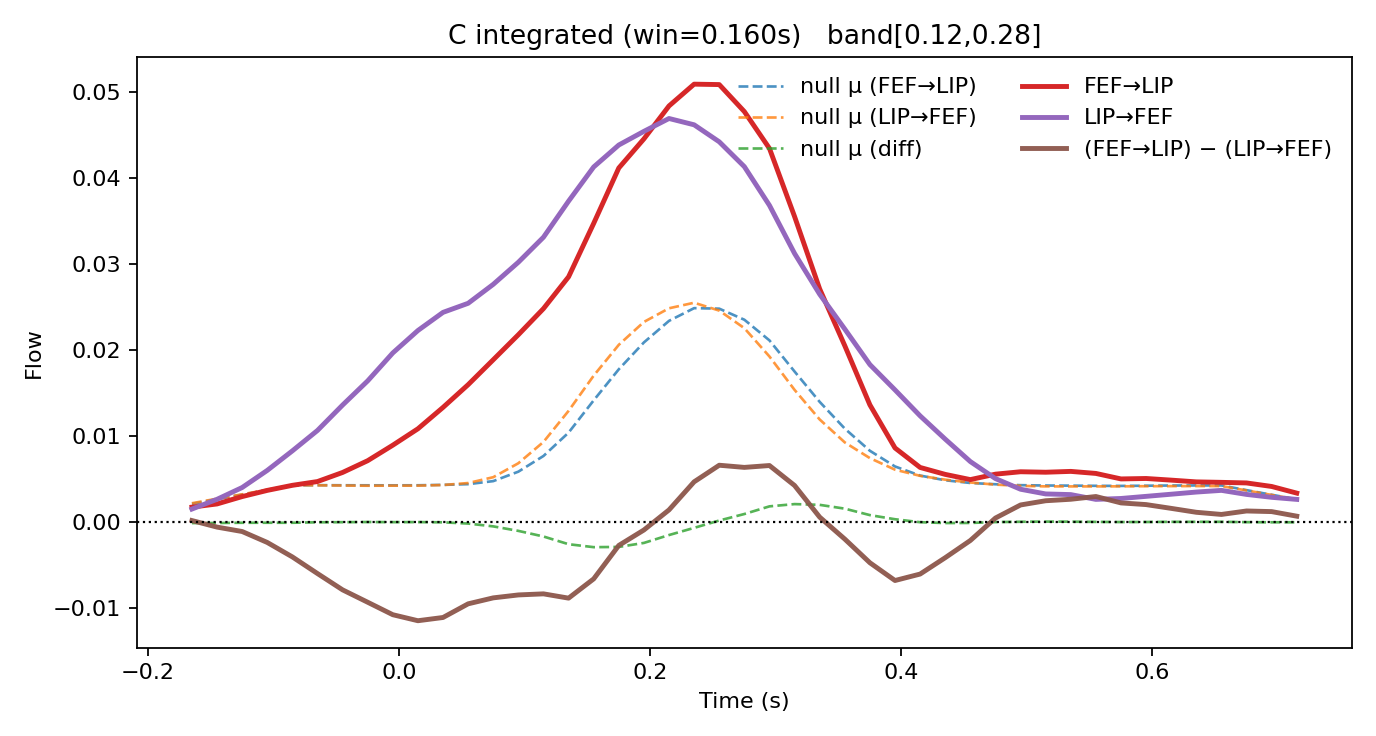 C integrated (win=0.160s)   band[0.12,0.28]
null μ (FEF→LIP)
null μ (LIP→FEF)
null μ (diff)
FEF→LIP
LIP→FEF
(FEF→LIP) − (LIP→FEF)
Flow
0.05
0.04
0.03
0.02
0.01
0.00
−0.01
−0.2
0.0
0.2
0.4
0.6
Time (s)